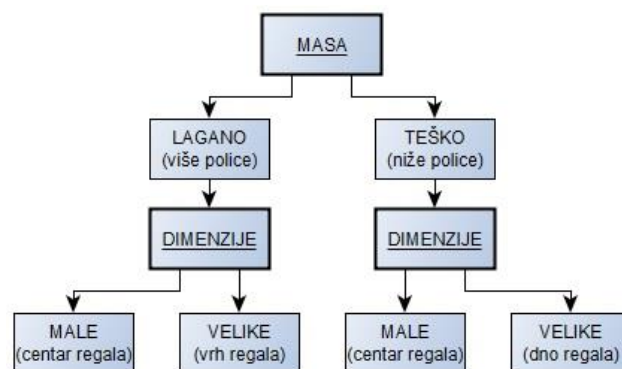 MASA
LAGANO
(više police)
TEŠKO
(niže police)
DIMENZIJE
DIMENZIJE
MALE
(centar regala)
VELIKE
(vrh regala)
MALE
(centar regala)
VELIKE
(dno regala)